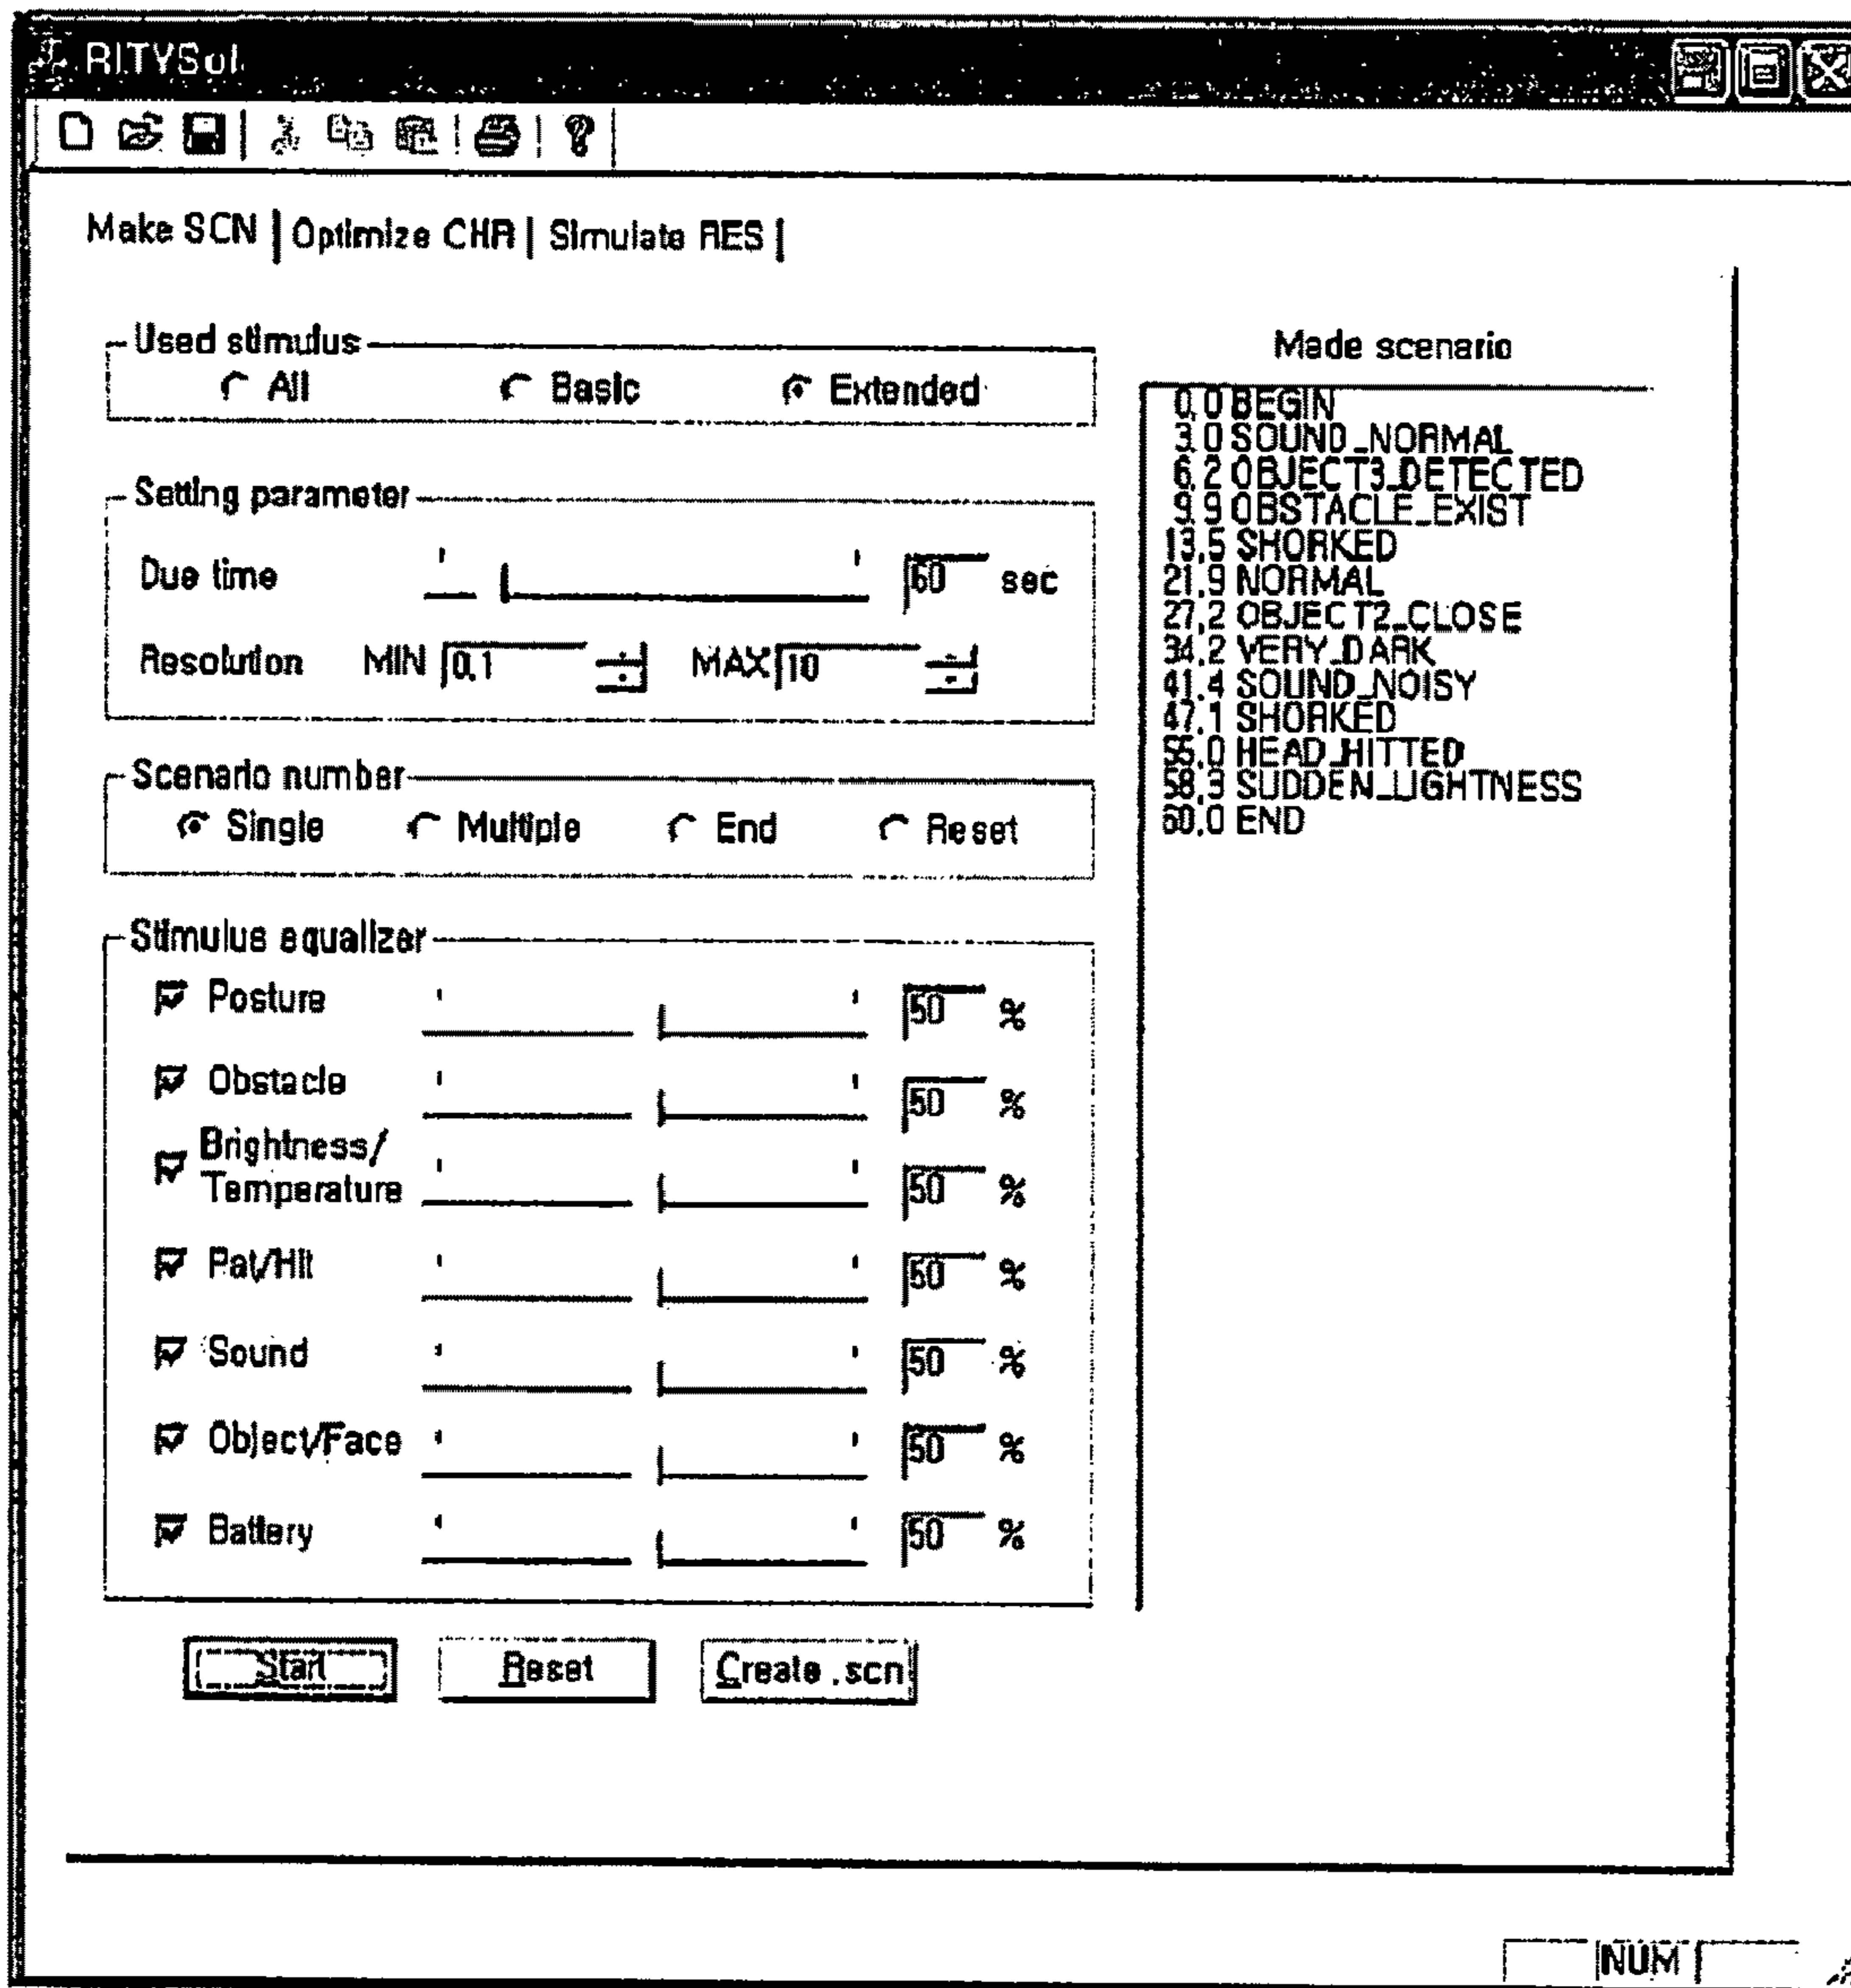 RITYSol
Make SCN | Optimize CHR | Simulate RES |
Used stimulus
All Basic Extended
Setting parameter
Due time 60 sec
Resolution MIN 0.1 MAX 10
Scenario number
Single Multiple End Reset
Stimulus equalizer
Posture 50 %
Obstacle 50 %
Brightness/
Temperature 50 %
Pat/Hit 50 %
Sound 50 %
Object/Face 50 %
Battery 50 %
Start Reset Create .scn
Made scenario
0,0 BEGIN
3,0 SOUND_NORMAL
6,2 OBJECT3_DETECTED
9,9 OBSTACLE_EXIST
13,5 SHORKED
21,9 NORMAL
27,2 OBJECT2_CLOSE
34,2 VERY_DARK
41,4 SOUND_NOISY
47,1 SHORKED
55,0 HEAD_HITTED
58,3 SUDDEN_LIGHTNESS
60,0 END
NUM